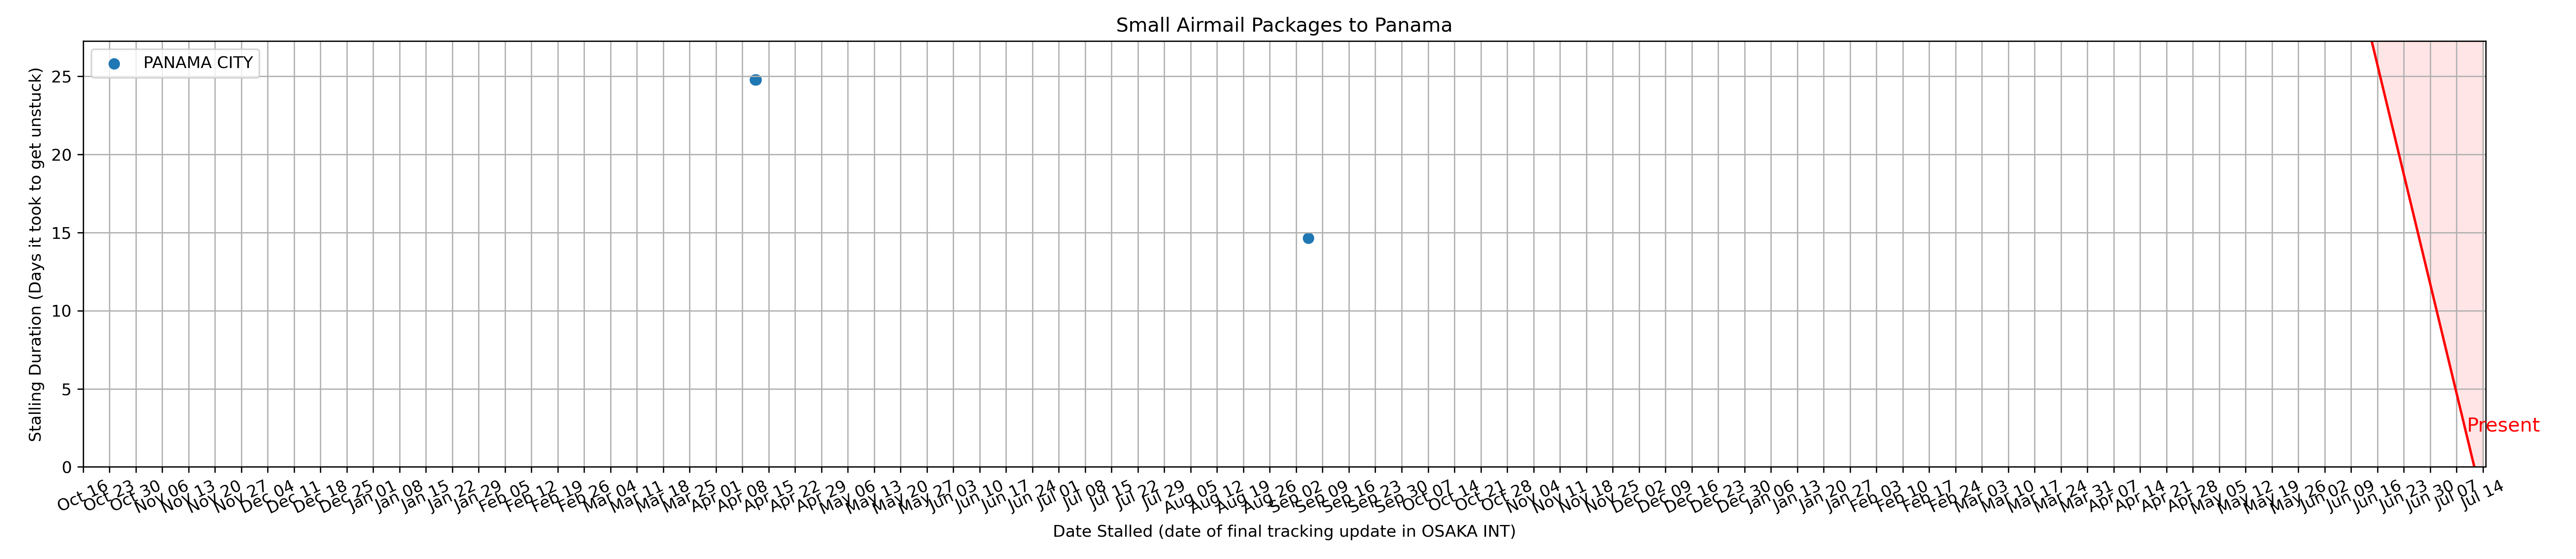 Small Airmail Packages to Panama
PANAMA CITY
Stalling Duration (Days it took to get unstuck)
25
20
15
10
5
0
Present
Oct 16
Oct 23
Oct 30
Nov 06
Nov 13
Nov 20
Nov 27
Dec 04
Dec 11
Dec 18
Dec 25
Jan 01
Jan 08
Jan 15
Jan 22
Jan 29
Feb 05
Feb 12
Feb 19
Feb 26
Mar 04
Mar 11
Mar 18
Mar 25
Apr 01
Apr 08
Apr 15
Apr 22
Apr 29
May 06
May 13
May 20
May 27
Jun 03
Jun 10
Jun 17
Jun 24
Jul 01
Jul 08
Jul 15
Jul 22
Jul 29
Aug 05
Aug 12
Aug 19
Aug 26
Sep 02
Sep 09
Sep 16
Sep 23
Sep 30
Oct 07
Oct 14
Oct 21
Oct 28
Nov 04
Nov 11
Nov 18
Nov 25
Dec 02
Dec 09
Dec 16
Dec 23
Dec 30
Jan 06
Jan 13
Jan 20
Jan 27
Feb 03
Feb 10
Feb 17
Feb 24
Mar 03
Mar 10
Mar 17
Mar 24
Mar 31
Apr 07
Apr 14
Apr 21
Apr 28
May 05
May 12
May 19
May 26
Jun 02
Jun 09
Jun 16
Jun 23
Jun 30
Jul 07
Jul 14
Date Stalled (date of final tracking update in OSAKA INT)